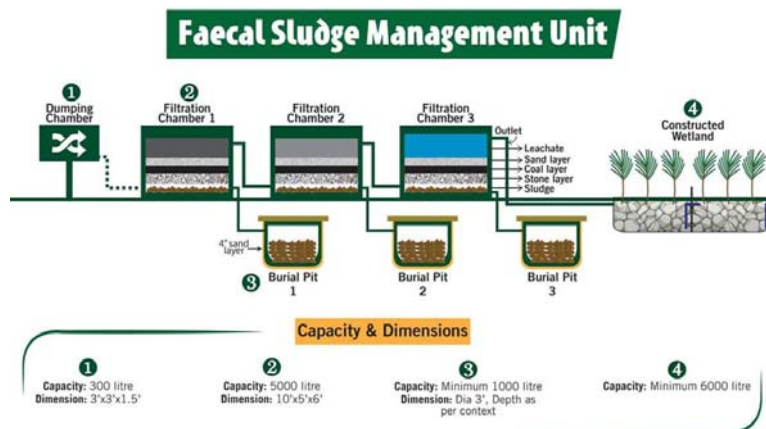 Faecal Sludge Management Unit
1
Dumping
Chamber
2
Filtration
Chamber 1
Filtration
Chamber 2
Filtration
Chamber 3
Outlet
Leachate
Sand layer
Coal layer
Stone layer
Sludge
4
Constructed
Wetland
4" sand
layer
3
Burial Pit
1
Burial Pit
2
Burial Pit
3
Capacity & Dimensions
1
Capacity: 300 litre
Dimension: 3'x3'x1.5'
2
Capacity: 5000 litre
Dimension: 10'x5'x6'
3
Capacity: Minimum 1000 litre
Dimension: Dia 3', Depth as
per context
4
Capacity: Minimum 6000 litre